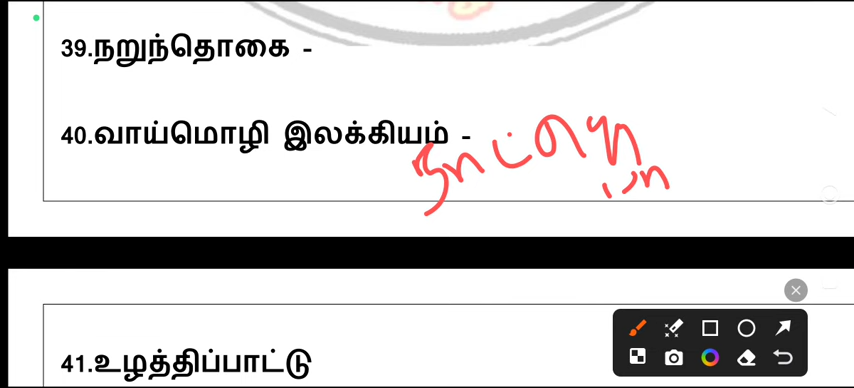 39.நறுந்தொகை -
40.வாய்மொழி இலக்கியம் -
41.உழத்திப்பாட்டு